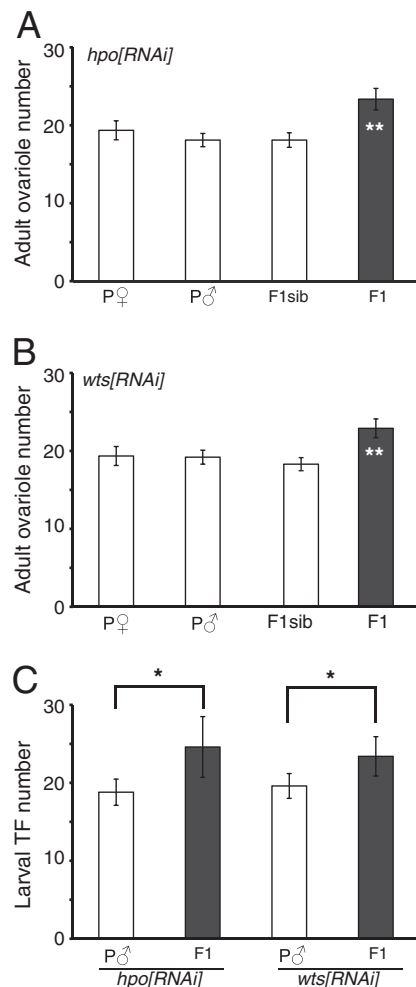 A
hpo[RNAi]
Adult ovariole number
30
20
10
0
**
P♀ P♂ F1sib F1
B
wts[RNAi]
Adult ovariole number
30
20
10
0
**
P♀ P♂ F1sib F1
C
Larval TF number
30
20
10
0
* *
P♂ F1 P♂ F1
hpo[RNAi] wts[RNAi]